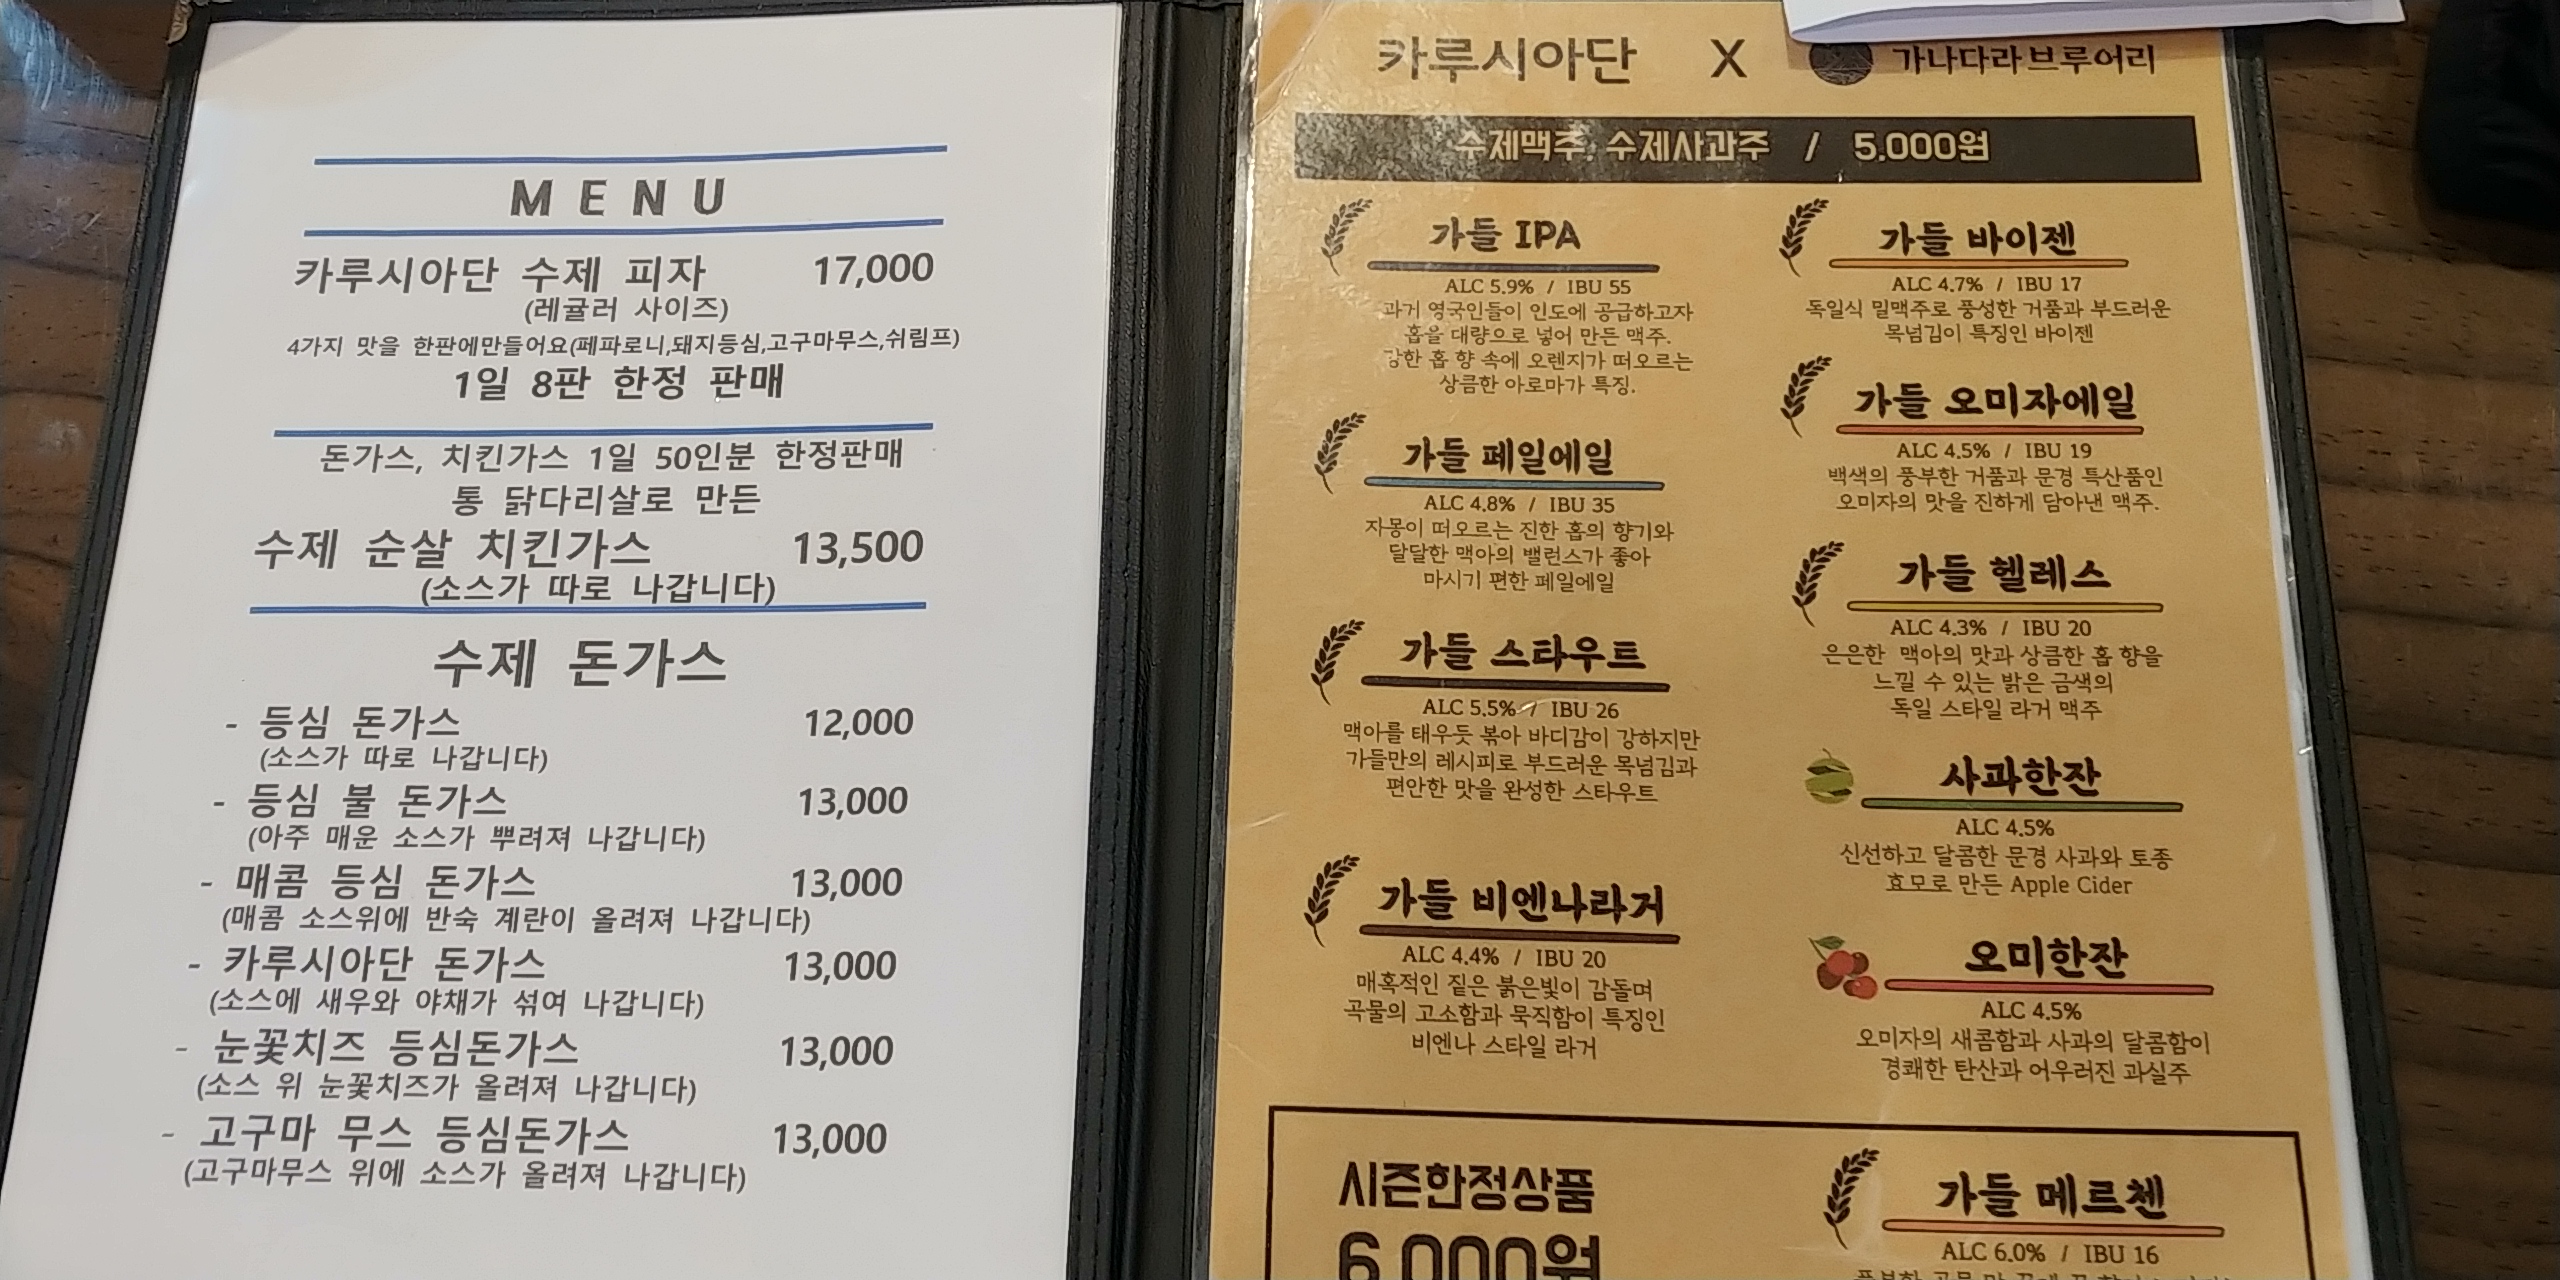 MENU
카루시아단 수제 피자 17,000
(레귤러 사이즈)
4가지 맛을 한판에만들어요(페파로니,돼지등심,고구마무스,쉬림프)
1일 8판 한정 판매
돈가스, 치킨가스 1일 50인분 한정판매
통 닭다리살로 만든
수제 순살 치킨가스 13,500
(소스가 따로 나갑니다)
수제 돈가스
- 등심 돈가스 12,000
(소스가 따로 나갑니다)
- 등심 불 돈가스 13,000
(아주 매운 소스가 뿌려져 나갑니다)
- 매콤 등심 돈가스 13,000
(매콤 소스위에 반숙 계란이 올려져 나갑니다)
- 카루시아단 돈가스 13,000
(소스에 새우와 야채가 섞여 나갑니다)
- 눈꽃치즈 등심돈가스 13,000
(소스 위 눈꽃치즈가 올려져 나갑니다)
- 고구마 무스 등심돈가스 13,000
(고구마무스 위에 소스가 올려져 나갑니다)
카루시아단 X 가나다라브루어리
수제맥주, 수제사과주 / 5,000원
가들 IPA
ALC 5.9% / IBU 55
과거 영국인들이 인도에 공급하고자
홉을 대량으로 넣어 만든 맥주.
강한 홉 향 속에 오렌지가 떠오르는
상큼한 아로마가 특징.
가들 페일에일
ALC 4.8% / IBU 35
자몽이 떠오르는 진한 홉의 향기와
달달한 맥아의 밸런스가 좋아
마시기 편한 페일에일
가들 스타우트
ALC 5.5% / IBU 26
맥아를 태우듯 볶아 바디감이 강하지만
가들만의 레시피로 부드러운 목넘김과
편안한 맛을 완성한 스타우트
가들 비엔나라거
ALC 4.4% / IBU 20
매혹적인 짙은 붉은빛이 감돌며
곡물의 고소함과 묵직함이 특징인
비엔나 스타일 라거
가들 바이젠
ALC 4.7% / IBU 17
독일식 밀맥주로 풍성한 거품과 부드러운
목넘김이 특징인 바이젠
가들 오미자에일
ALC 4.5% / IBU 19
백색의 풍부한 거품과 문경 특산품인
오미자의 맛을 진하게 담아낸 맥주.
가들 헬레스
ALC 4.3% / IBU 20
은은한 맥아의 맛과 상큼한 홉 향을
느낄 수 있는 밝은 금색의
독일 스타일 라거 맥주
사과한잔
ALC 4.5%
신선하고 달콤한 문경 사과와 토종
효모로 만든 Apple Cider
오미한잔
ALC 4.5%
오미자의 새콤함과 사과의 달콤함이
경쾌한 탄산과 어우러진 과실주
시즌한정상품
6,000원
가들 메르첸
ALC 6.0% / IBU 16